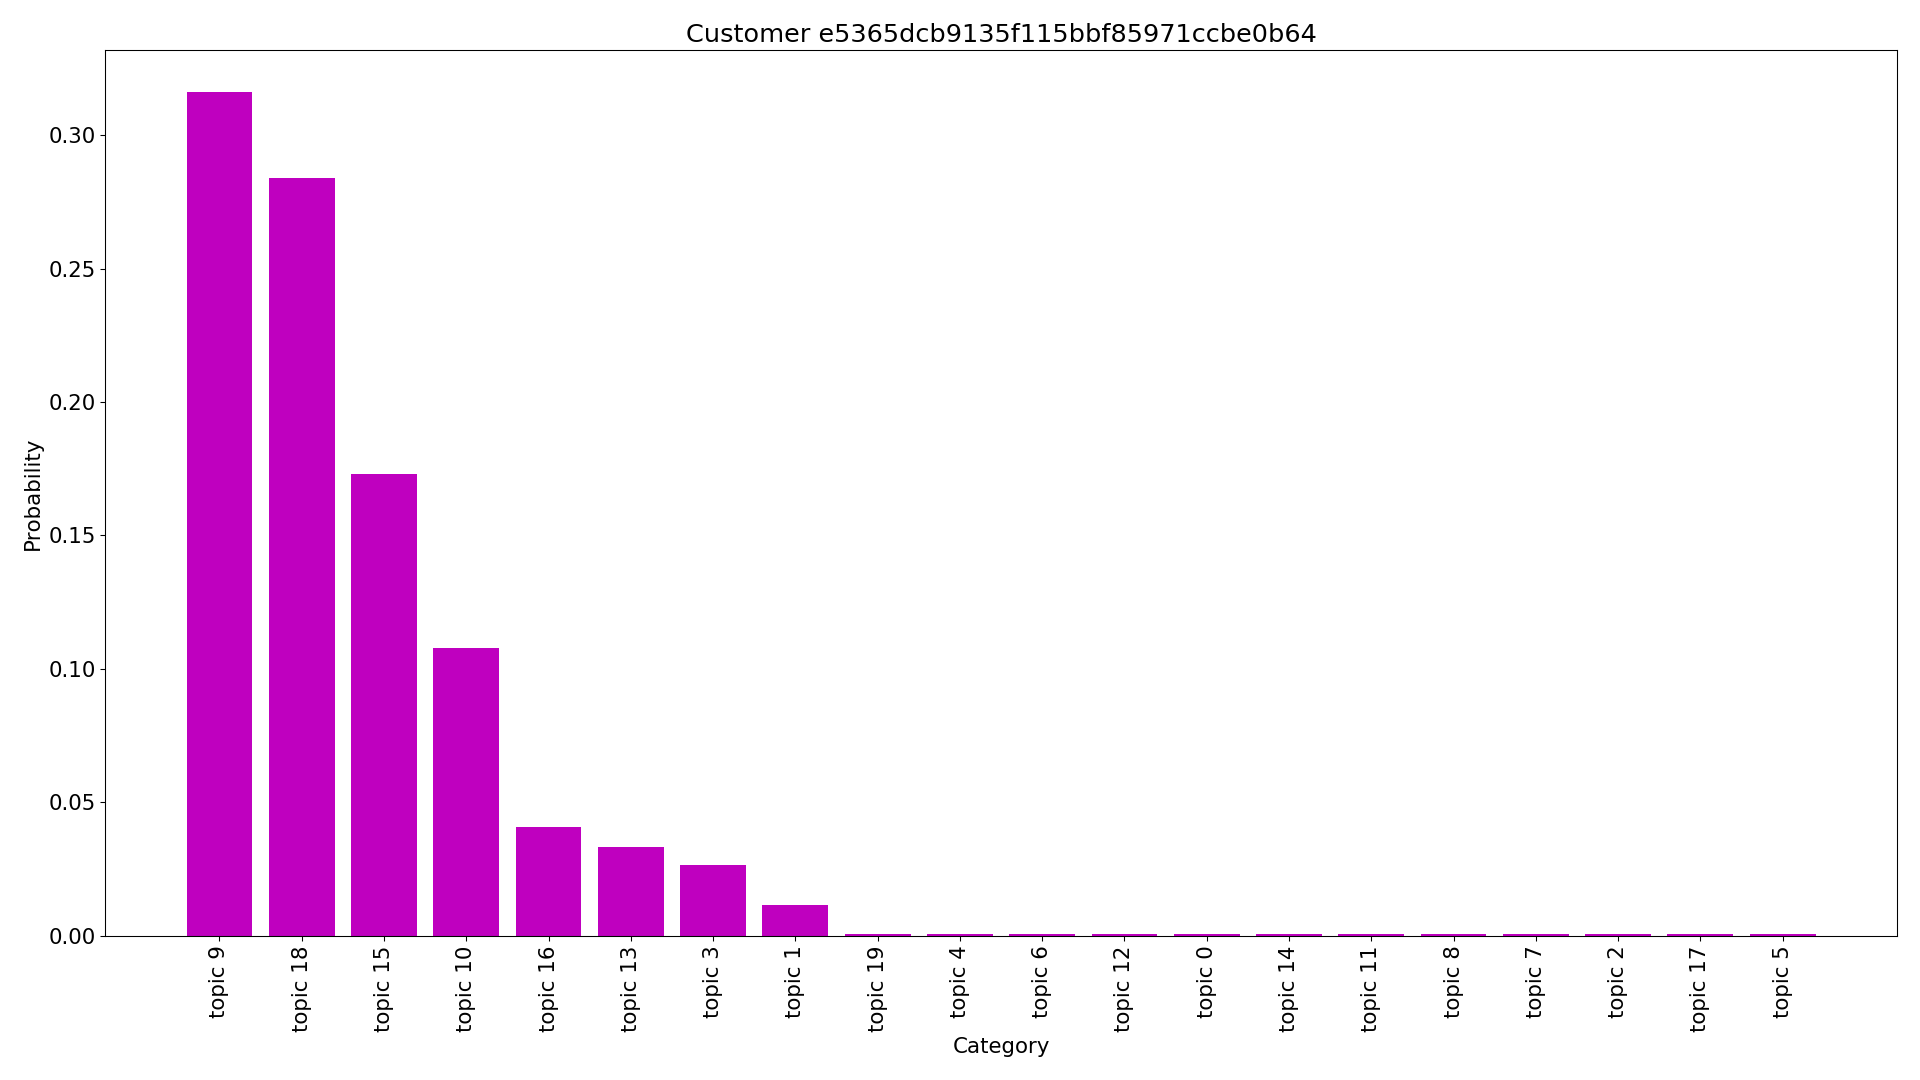 Customer e5365dcb9135f115bbf85971ccbe0b64
Probability
0.30
0.25
0.20
0.15
0.10
0.05
0.00
topic 9
topic 18
topic 15
topic 10
topic 16
topic 13
topic 3
topic 1
topic 19
topic 4
topic 6
topic 12
topic 0
topic 14
topic 11
topic 8
topic 7
topic 2
topic 17
topic 5
Category